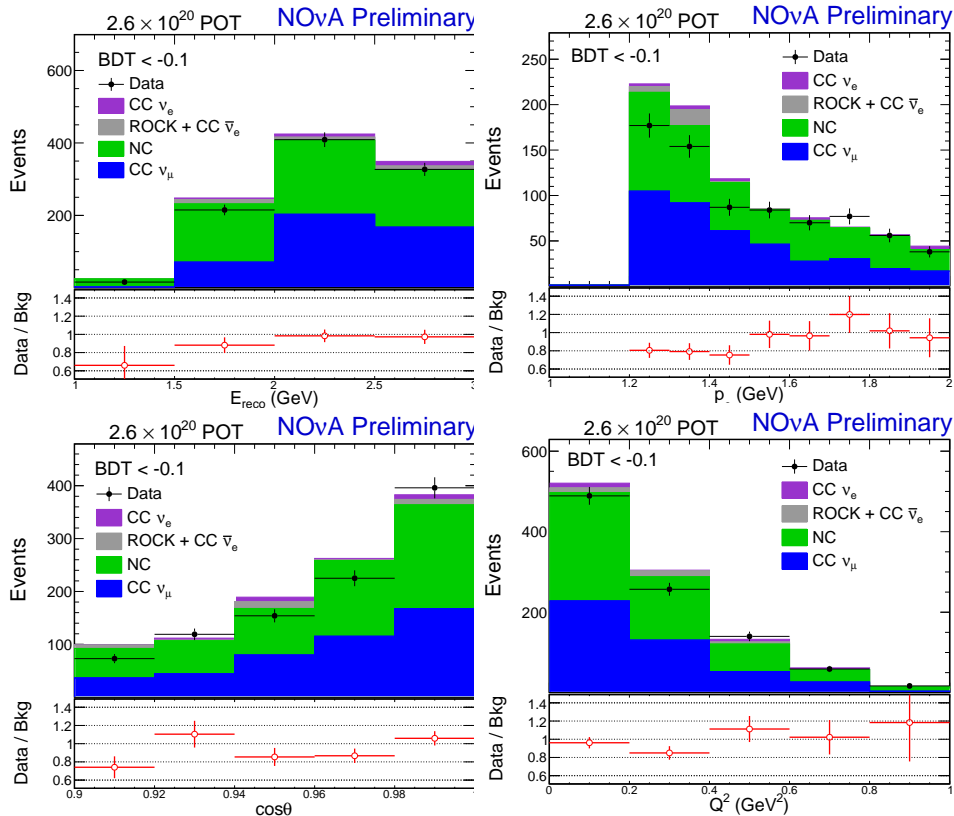 2.6 × 10²⁰ POT NOνA Preliminary
BDT < -0.1
Data
CC νₑ
ROCK + CC ν̅ₑ
NC
CC ν_μ
Events
600
400
200
Data / Bkg
1.4
1.2
1
0.8
0.6
1 1.5 2 2.5 3
E_reco (GeV)
2.6 × 10²⁰ POT NOνA Preliminary
BDT < -0.1
Data
CC νₑ
ROCK + CC ν̅ₑ
NC
CC ν_μ
Events
250
200
150
100
50
Data / Bkg
1.4
1.2
1
0.8
0.6
1 1.2 1.4 1.6 1.8 2
(GeV)
2.6 × 10²⁰ POT NOνA Preliminary
BDT < -0.1
Data
CC νₑ
ROCK + CC ν̅ₑ
NC
CC ν_μ
Events
400
300
200
100
Data / Bkg
1.4
1.2
1
0.8
0.6
0.9 0.92 0.94 0.96 0.98 1
cosθ
2.6 × 10²⁰ POT NOνA Preliminary
BDT < -0.1
Data
CC νₑ
ROCK + CC ν̅ₑ
NC
CC ν_μ
Events
600
400
200
Data / Bkg
1.4
1.2
1
0.8
0.6
0 0.2 0.4 0.6 0.8 1
Q² (GeV²)